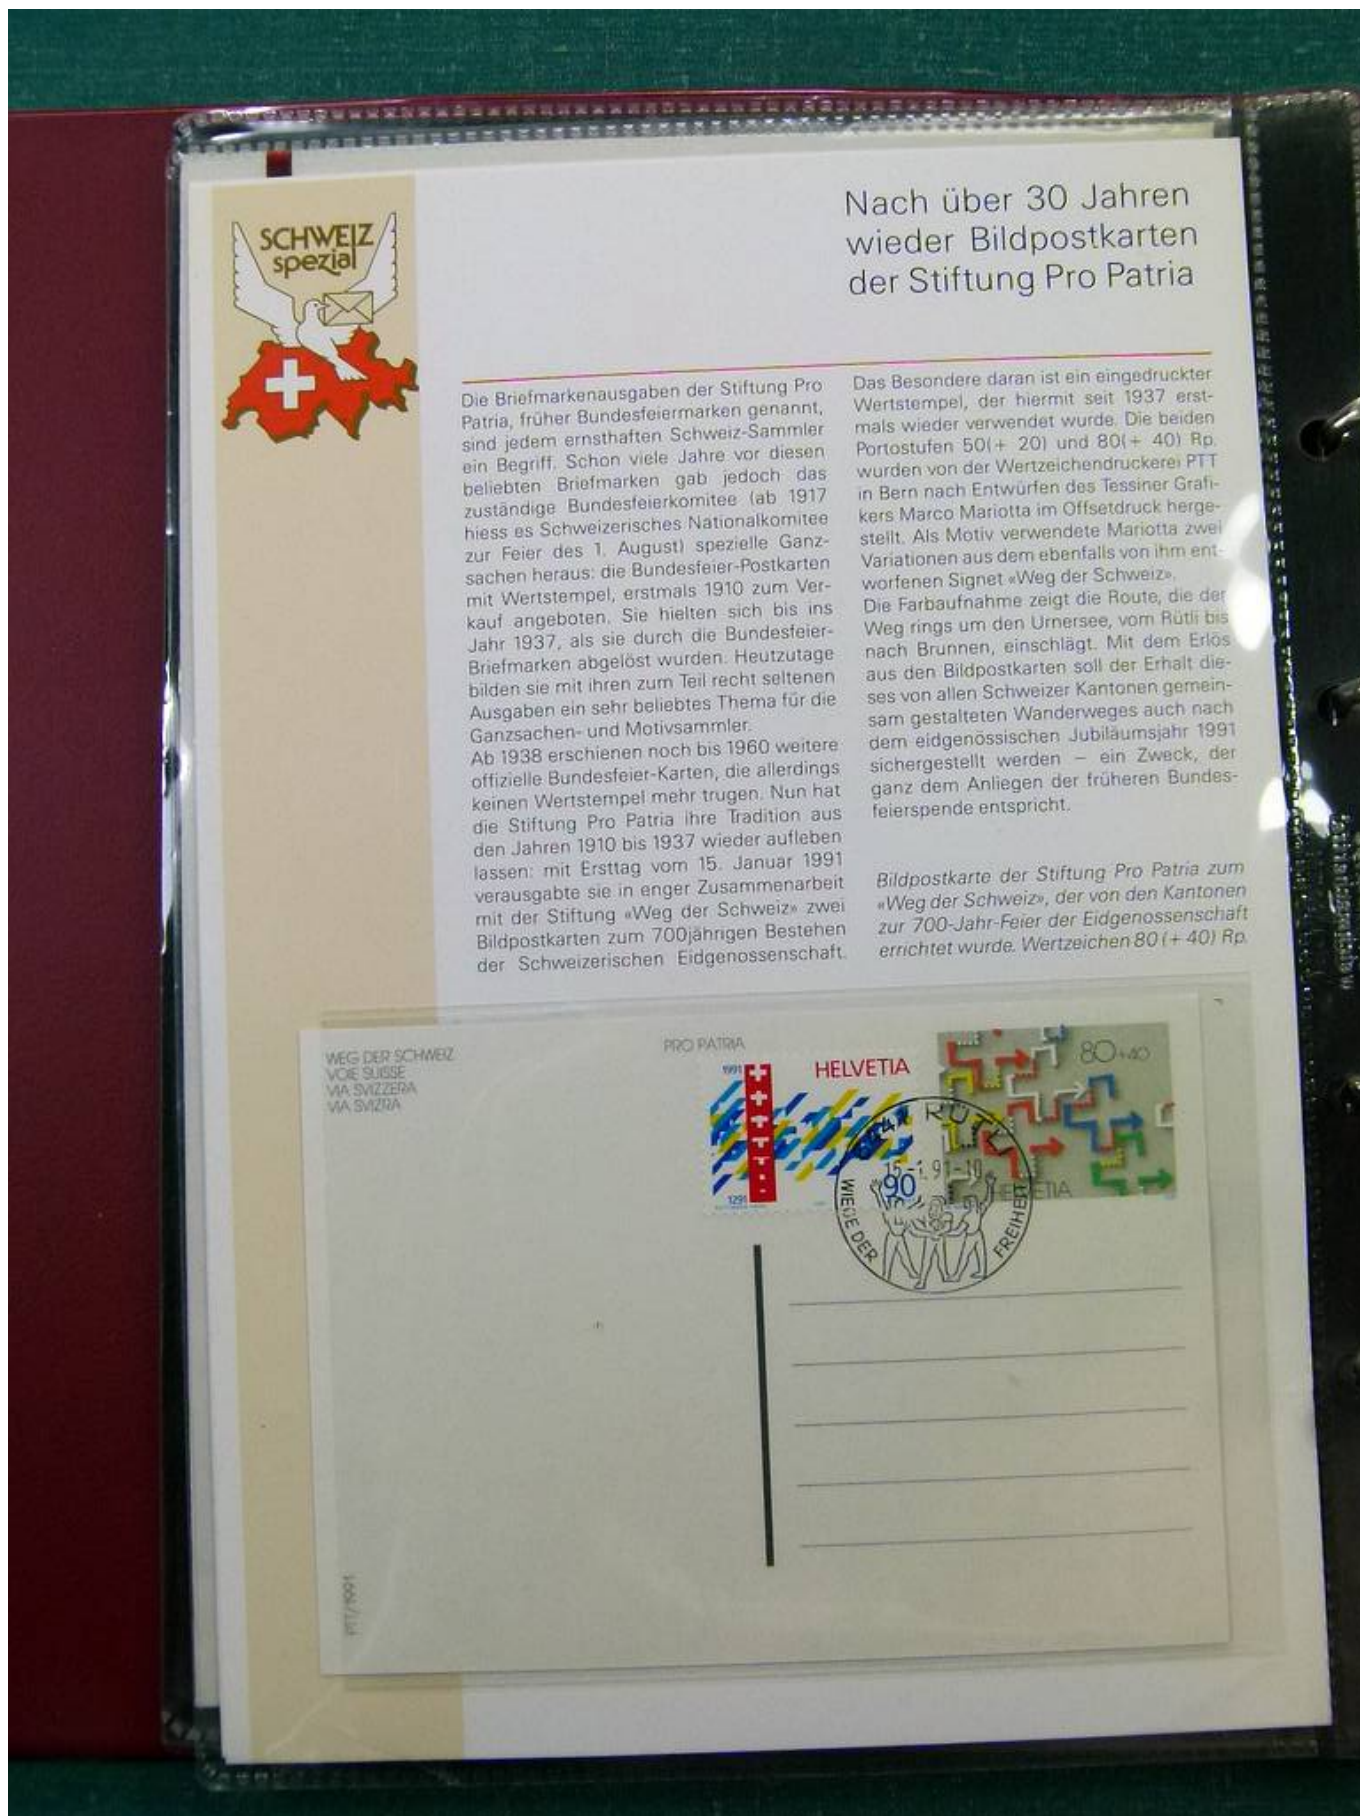 SCHWEIZ
spezial
Nach über 30 Jahren
wieder Bildpostkarten
der Stiftung Pro Patria
Die Briefmarkenausgaben der Stiftung Pro
Patria, früher Bundesfeiermarken genannt,
sind jedem ernsthaften Schweiz-Sammler
ein Begriff. Schon viele Jahre vor diesen
beliebten Briefmarken gab jedoch das
zuständige Bundesfeierkomitee (ab 1917
hiess es Schweizerisches Nationalkomitee
zur Feier des 1. August) spezielle Ganz-
sachen heraus: die Bundesfeier-Postkarten
mit Wertstempel, erstmals 1910 zum Ver-
kauf angeboten. Sie hielten sich bis ins
Jahr 1937, als sie durch die Bundesfeier-
Briefmarken abgelöst wurden. Heutzutage
bilden sie mit ihren zum Teil recht seltenen
Ausgaben ein sehr beliebtes Thema für die
Ganzsachen- und Motivsammler.
Ab 1938 erschienen noch bis 1960 weitere
offizielle Bundesfeier-Karten, die allerdings
keinen Wertstempel mehr trugen. Nun hat
die Stiftung Pro Patria ihre Tradition aus
den Jahren 1910 bis 1937 wieder aufleben
lassen: mit Ersttag vom 15. Januar 1991
verausgabte sie in enger Zusammenarbeit
mit der Stiftung «Weg der Schweiz» zwei
Bildpostkarten zum 700jährigen Bestehen
der Schweizerischen Eidgenossenschaft.
Das Besondere daran ist ein eingedruckter
Wertstempel, der hiermit seit 1937 erst-
mals wieder verwendet wurde. Die beiden
Portostufen 50(+ 20) und 80(+ 40) Rp.
wurden von der Wertzeichendruckerei PTT
in Bern nach Entwürfen des Tessiner Grafi-
kers Marco Mariotta im Offsetdruck herge-
stellt. Als Motiv verwendete Mariotta zwei
Variationen aus dem ebenfalls von ihm ent-
worfenen Signet «Weg der Schweiz».
Die Farbaufnahme zeigt die Route, die der
Weg rings um den Urnersee, vom Rütli bis
nach Brunnen, einschlägt. Mit dem Erlös
aus den Bildpostkarten soll der Erhalt die-
ses von allen Schweizer Kantonen gemein-
sam gestalteten Wanderweges auch nach
dem eidgenössischen Jubiläumsjahr 1991
sichergestellt werden – ein Zweck, der
ganz dem Anliegen der früheren Bundes-
feierspende entspricht.
Bildpostkarte der Stiftung Pro Patria zum
«Weg der Schweiz», der von den Kantonen
zur 700-Jahr-Feier der Eidgenossenschaft
errichtet wurde. Wertzeichen 80 (+ 40) Rp.
WEG DER SCHWEIZ
VOIE SUISSE
VIA SVIZZERA
VIA SVIZRA
PRO PATRIA
1991
HELVETIA
1291
90
80+40
HELVETIA
RÜTLI
15-1.91-10
WIEGE DER
FREIHEIT
PTT/1991